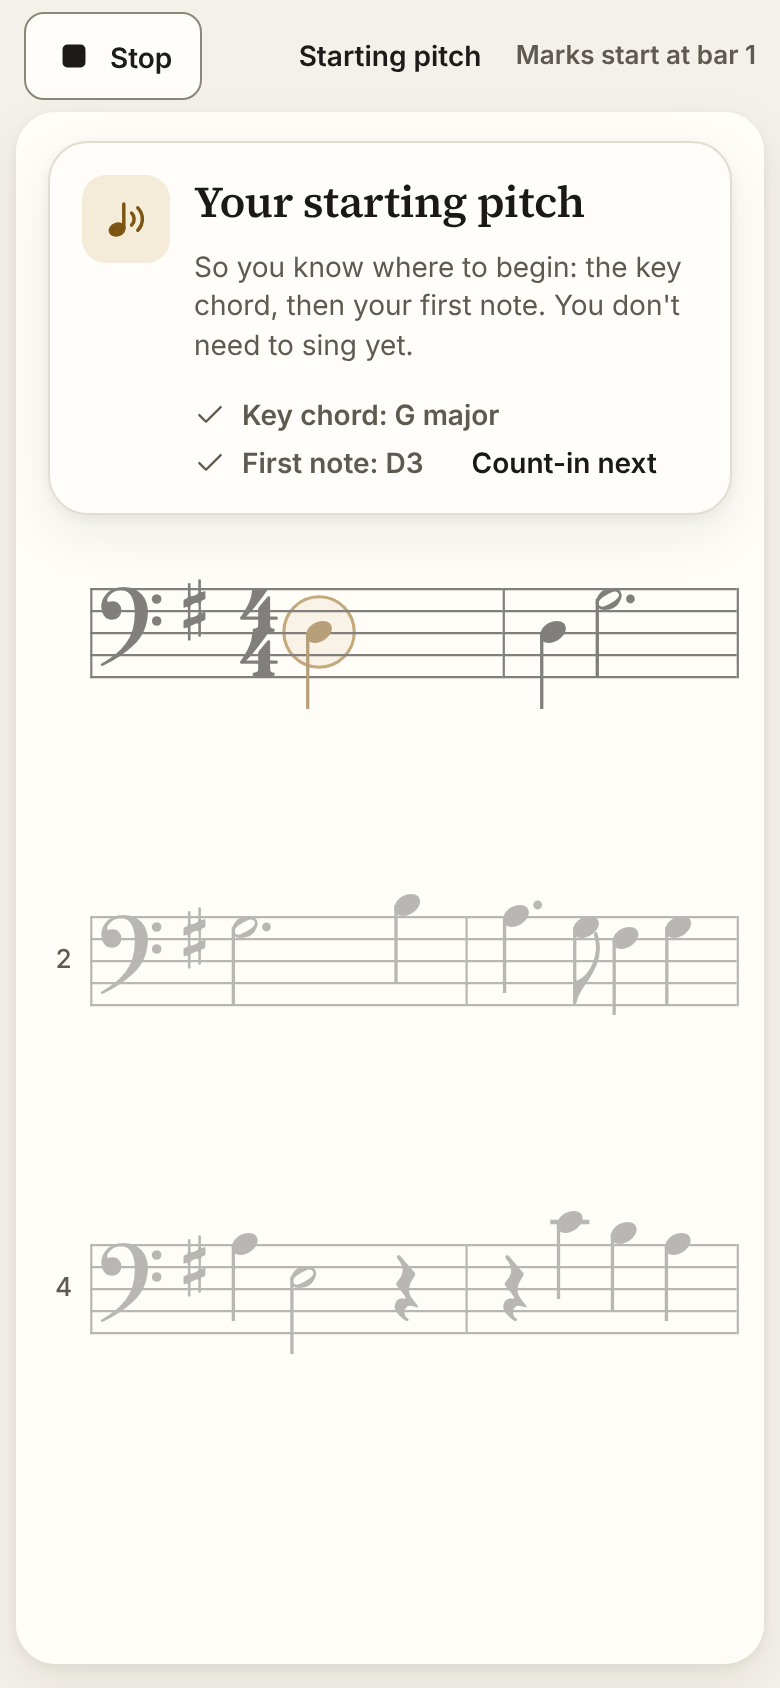 Stop
Starting pitch
Marks start at bar 1
Your starting pitch
So you know where to begin: the key
chord, then your first note. You don't
need to sing yet.
Key chord: G major
First note: D3
Count-in next
4
4
2
4